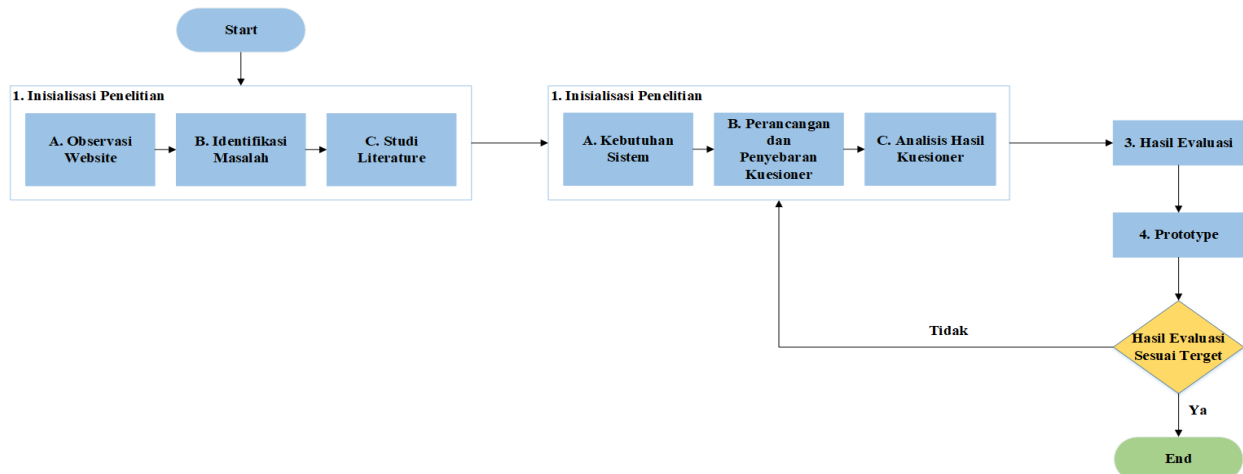 Start
1. Inisialisasi Penelitian
A. Observasi
Website
B. Identifikasi
Masalah
C. Studi
Literature
1. Inisialisasi Penelitian
A. Kebutuhan
Sistem
B. Perancangan
dan
Penyebaran
Kuesioner
C. Analisis Hasil
Kuesioner
3. Hasil Evaluasi
4. Prototype
Hasil Evaluasi
Sesuai Terget
Tidak
Ya
End